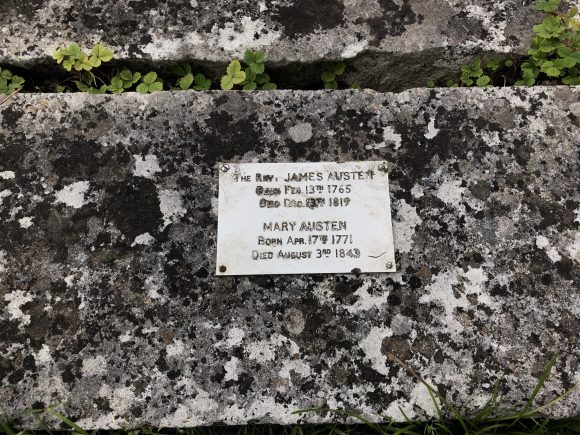 The Rev. James Austen
Born Feb. 13th 1765
Died Dec. 13th 1819
Mary Austen
Born Apr. 17th 1771
Died August 3rd 1843